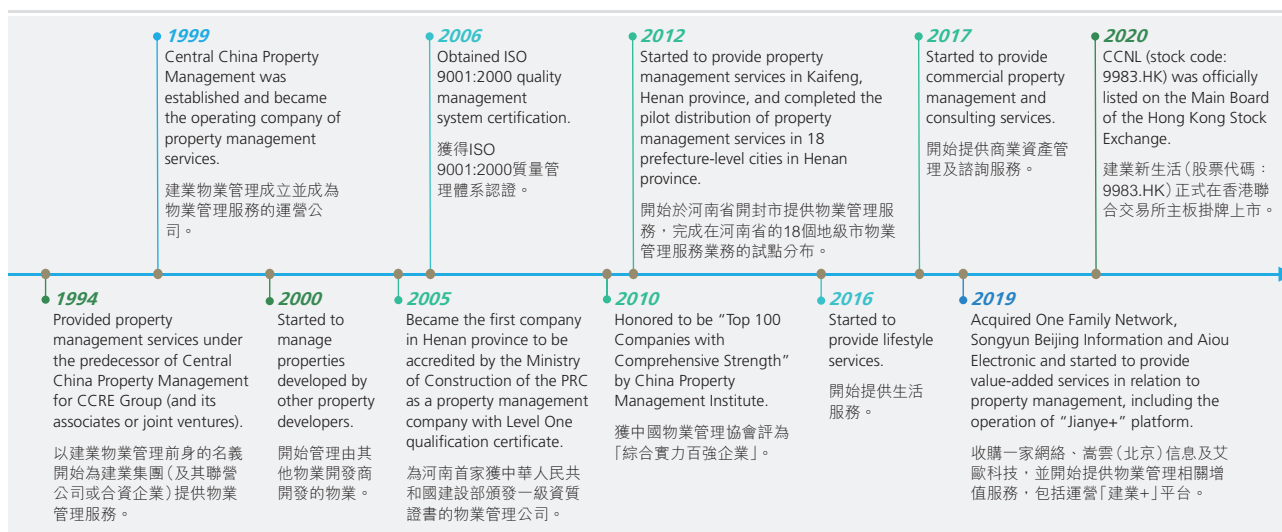 1999
Central China Property
Management was
established and became
the operating company of
property management
services.
建業物業管理成立並成為
物業管理服務的運營公
司。
2006
Obtained ISO
9001:2000 quality
management
system certification.
獲得ISO
9001:2000質量管
理體系認證。
2012
Started to provide property
management services in Kaifeng,
Henan province, and completed the
pilot distribution of property
management services in 18
prefecture-level cities in Henan
province.
開始於河南省開封市提供物業管理服
務，完成在河南省的18個地級市物業
管理服務業務的試點分布。
2017
Started to provide
commercial property
management and
consulting services.
開始提供商業資產管
理及諮詢服務。
2020
CCNL (stock code:
9983.HK) was officially
listed on the Main Board
of the Hong Kong Stock
Exchange.
建業新生活（股票代碼：
9983.HK）正式在香港聯
合交易所主板掛牌上市。
1994
Provided property
management services under
the predecessor of Central
China Property Management
for CCRE Group (and its
associates or joint ventures).
以建業物業管理前身的名義
開始為建業集團（及其聯營
公司或合資企業）提供物業
管理服務。
2000
Started to
manage
properties
developed by
other property
developers.
開始管理由其
他物業開發商
開發的物業。
2005
Became the first company
in Henan province to be
accredited by the Ministry
of Construction of the PRC
as a property management
company with Level One
qualification certificate.
為河南首家獲中華人民共
和國建設部頒發一級資質
證書的物業管理公司。
2010
Honored to be “Top 100
Companies with
Comprehensive Strength”
by China Property
Management Institute.
獲中國物業管理協會評為
「綜合實力百強企業」。
2016
Started to
provide lifestyle
services.
開始提供生活
服務。
2019
Acquired One Family Network,
Songyun Beijing Information and Aiou
Electronic and started to provide
value-added services in relation to
property management, including the
operation of “Jianye+” platform.
收購一家網絡、嵩雲（北京）信息及艾
歐科技，並開始提供物業管理相關增
值服務，包括運營「建業+」平台。